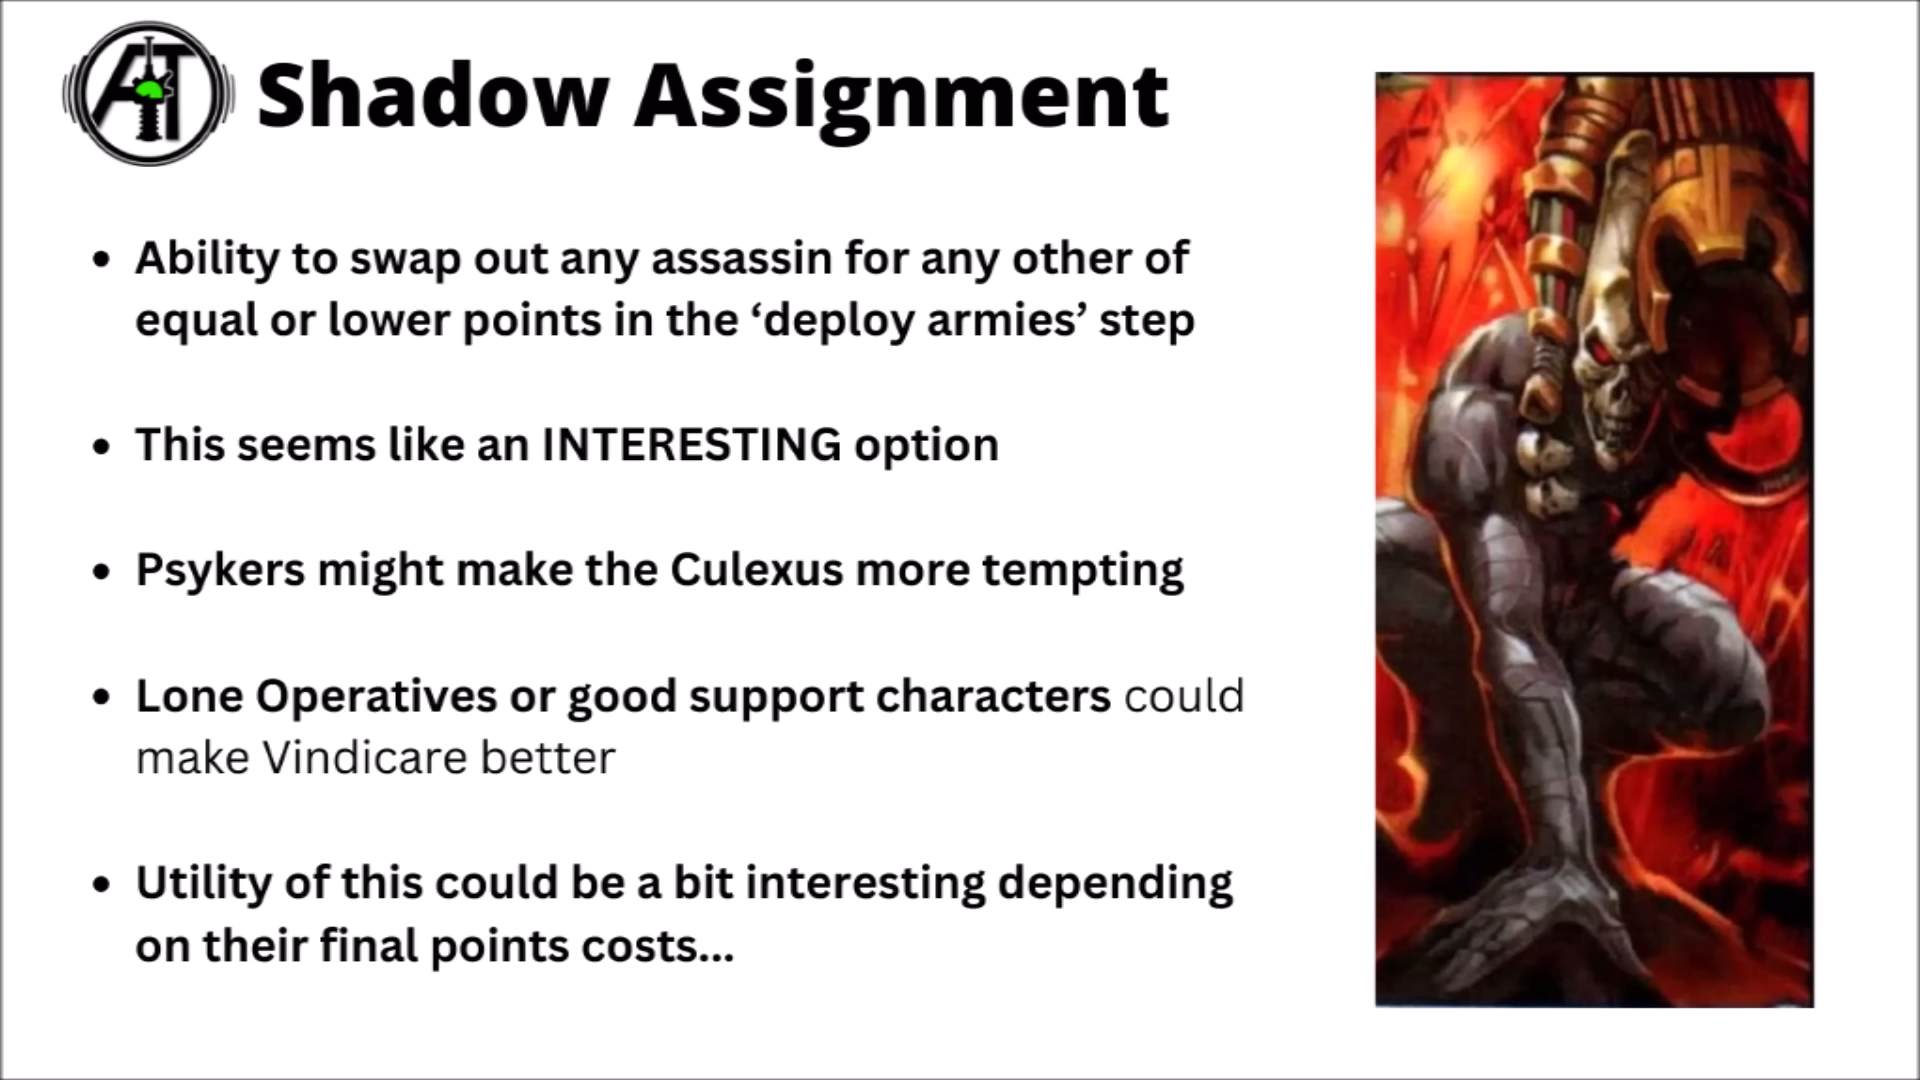 AT
Shadow Assignment
• Ability to swap out any assassin for any other of
equal or lower points in the ‘deploy armies’ step
• This seems like an INTERESTING option
• Psykers might make the Culexus more tempting
• Lone Operatives or good support characters could
make Vindicare better
• Utility of this could be a bit interesting depending
on their final points costs...